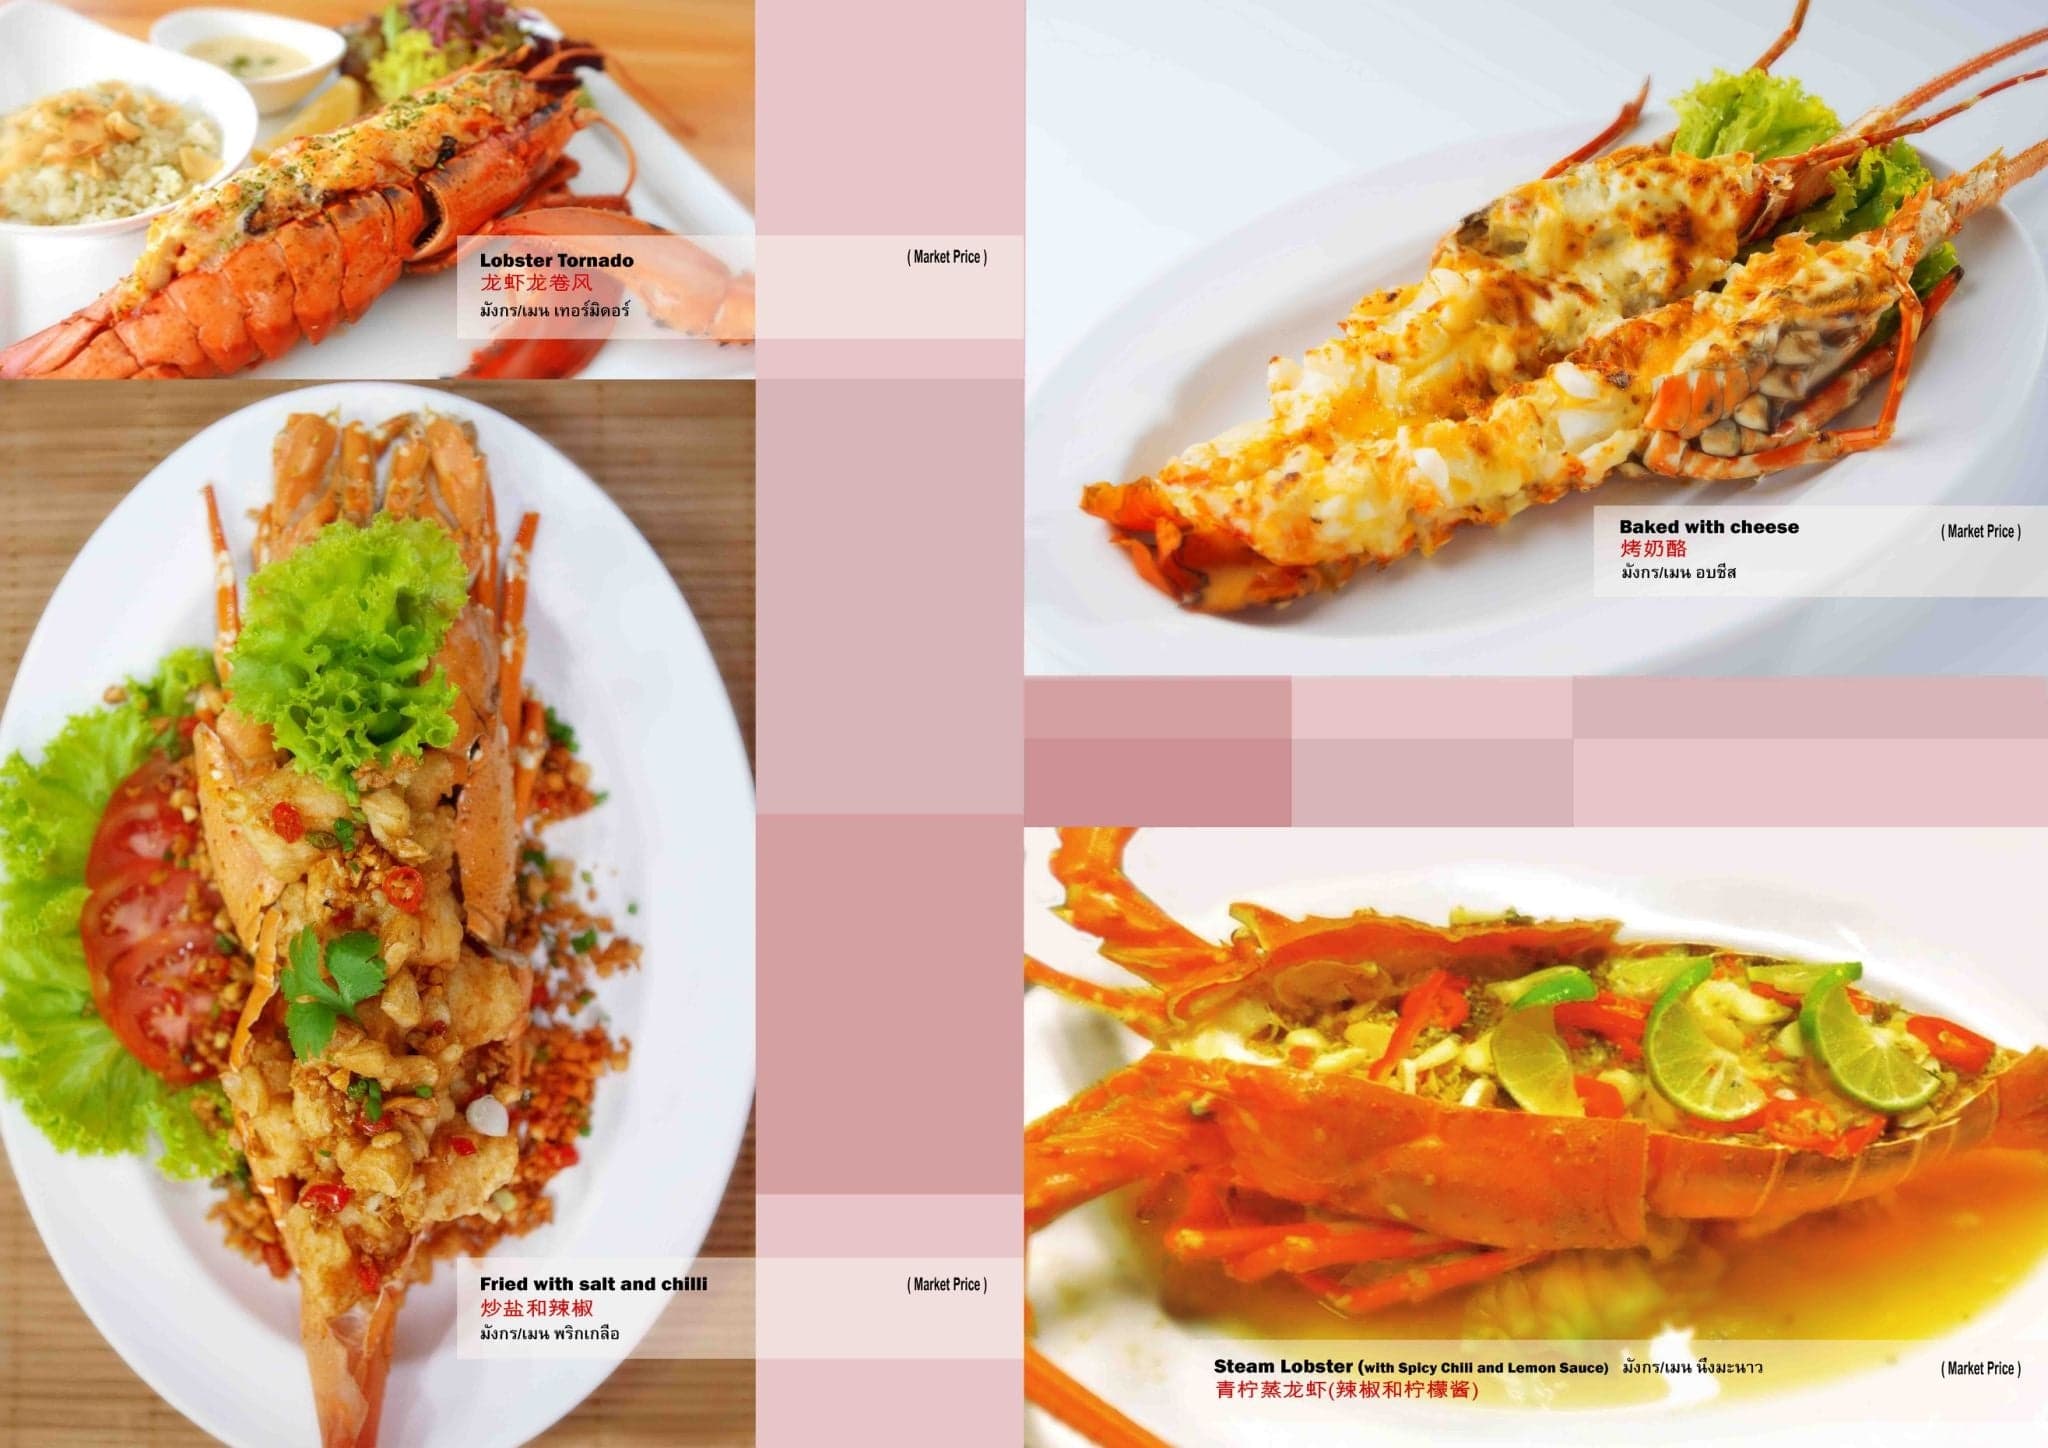 Lobster Tornado
( Market Price )
龙虾龙卷风
มังกร/เมน เทอร์มิดอร์
Baked with cheese
( Market Price )
烤奶酪
มังกร/เมน อบชีส
Fried with salt and chilli
( Market Price )
炒盐和辣椒
มังกร/เมน พริกเกลือ
Steam Lobster (with Spicy Chili and Lemon Sauce) มังกร/เมน นึ่งมะนาว
( Market Price )
青柠蒸龙虾(辣椒和柠檬酱)